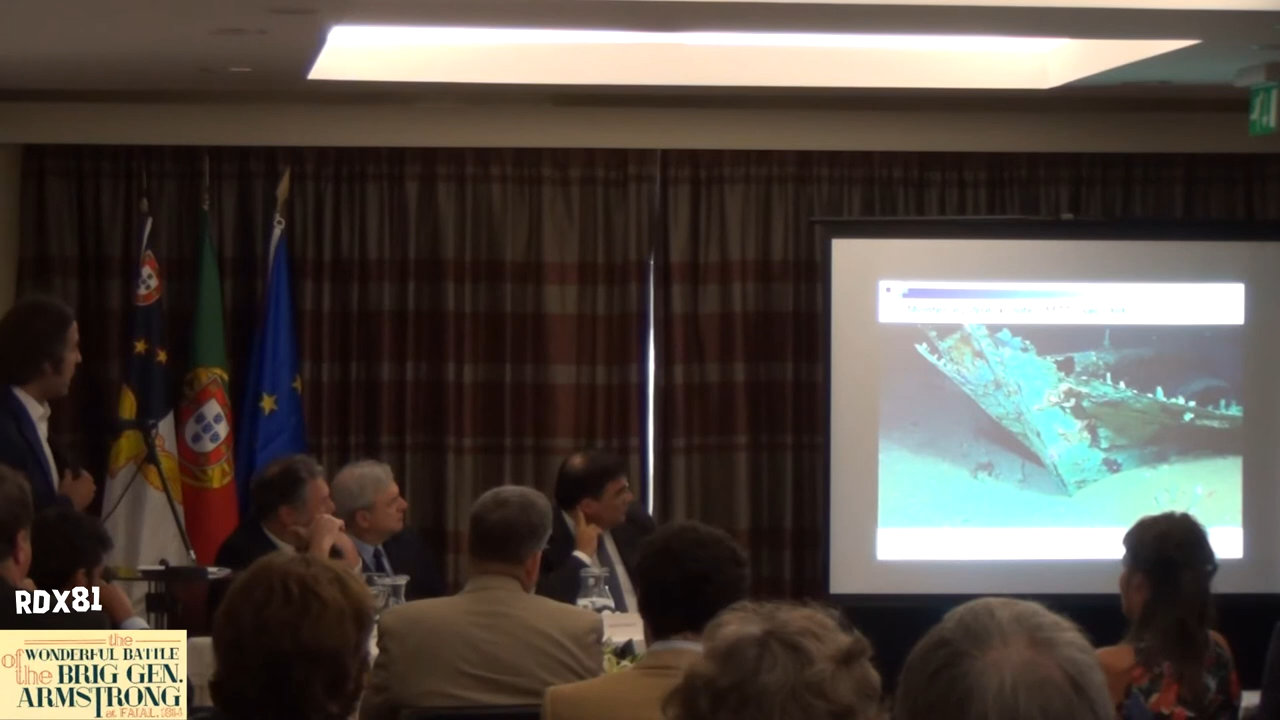 RDX81
the
WONDERFUL BATTLE
of the BRIG GEN.
ARMSTRONG
at FAIAL. 1814